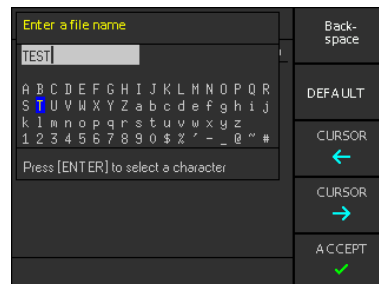 Enter a file name
TEST
A B C D E F G H I J K L M N O P Q R
S T U V W X Y Z a b c d e f g h i j
k l m n o p q r s t u v w x y z
1 2 3 4 5 6 7 8 9 0 $ % ´ - _ @ ~ #
Press [ENTER] to select a character
Back-
space
DEFAULT
CURSOR
←
CURSOR
→
ACCEPT
✓